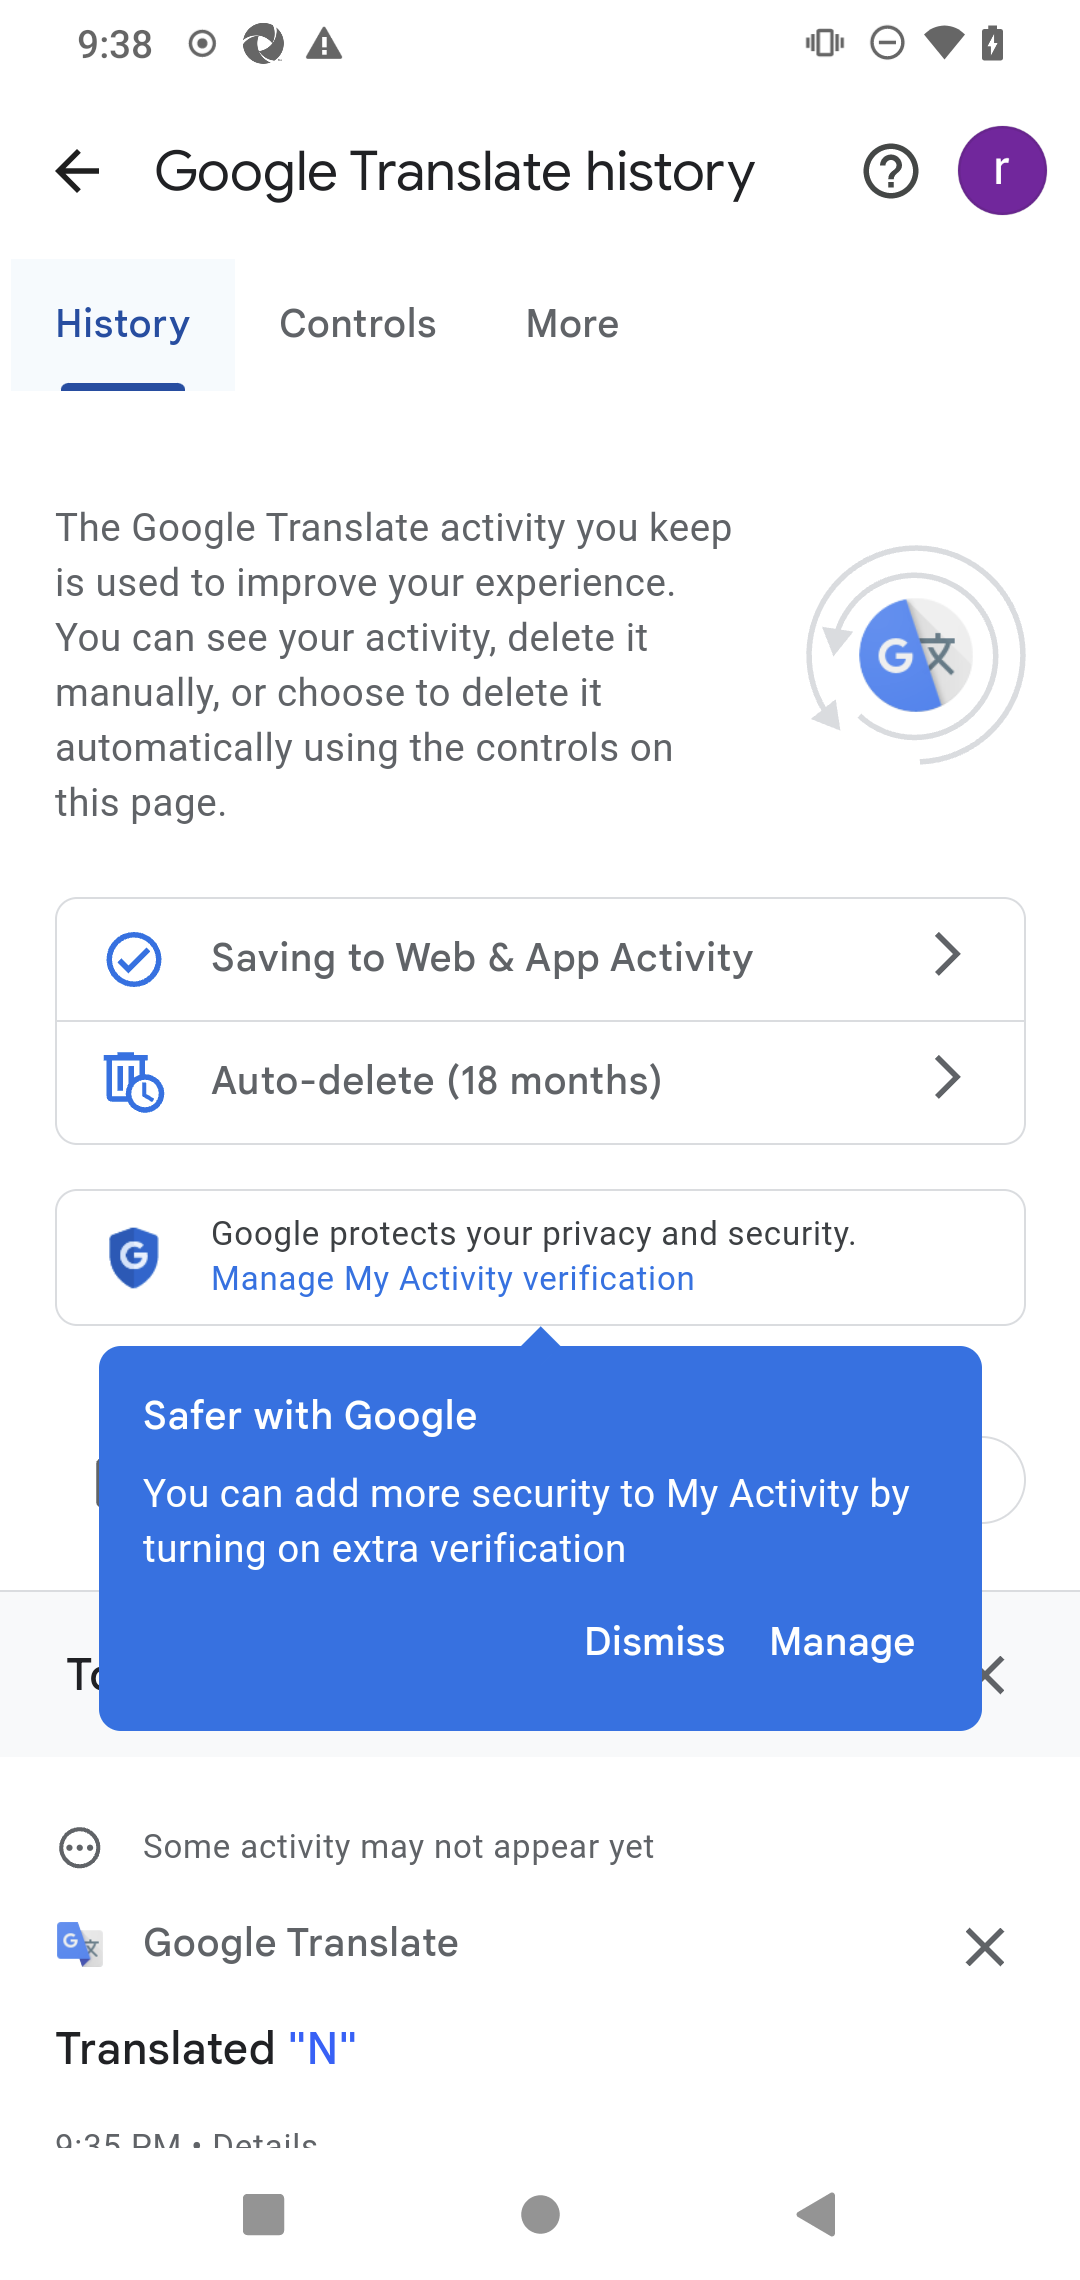 9:38
Google Translate history
r
History
Controls
More
The Google Translate activity you keep
is used to improve your experience.
You can see your activity, delete it
manually, or choose to delete it
automatically using the controls on
this page.
Saving to Web & App Activity
Auto-delete (18 months)
Google protects your privacy and security.
Manage My Activity verification
Safer with Google
You can add more security to My Activity by
turning on extra verification
Dismiss
Manage
Some activity may not appear yet
Google Translate
Translated "N"
9:35 PM • Details